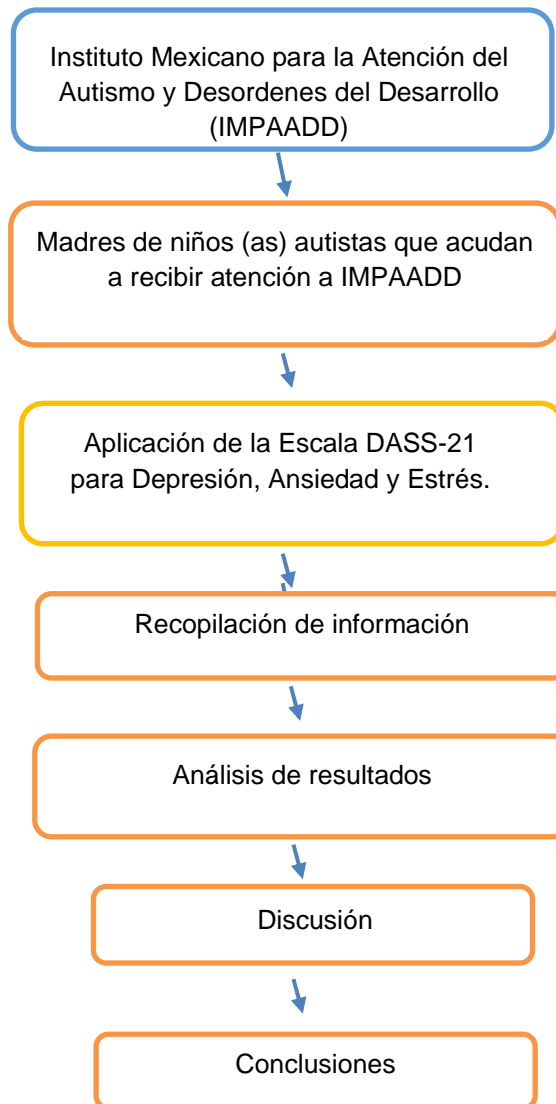 Instituto Mexicano para la Atención del
Autismo y Desordenes del Desarrollo
(IMPAADD)
Madres de niños (as) autistas que acudan
a recibir atención a IMPAADD
Aplicación de la Escala DASS-21
para Depresión, Ansiedad y Estrés.
Recopilación de información
Análisis de resultados
Discusión
Conclusiones